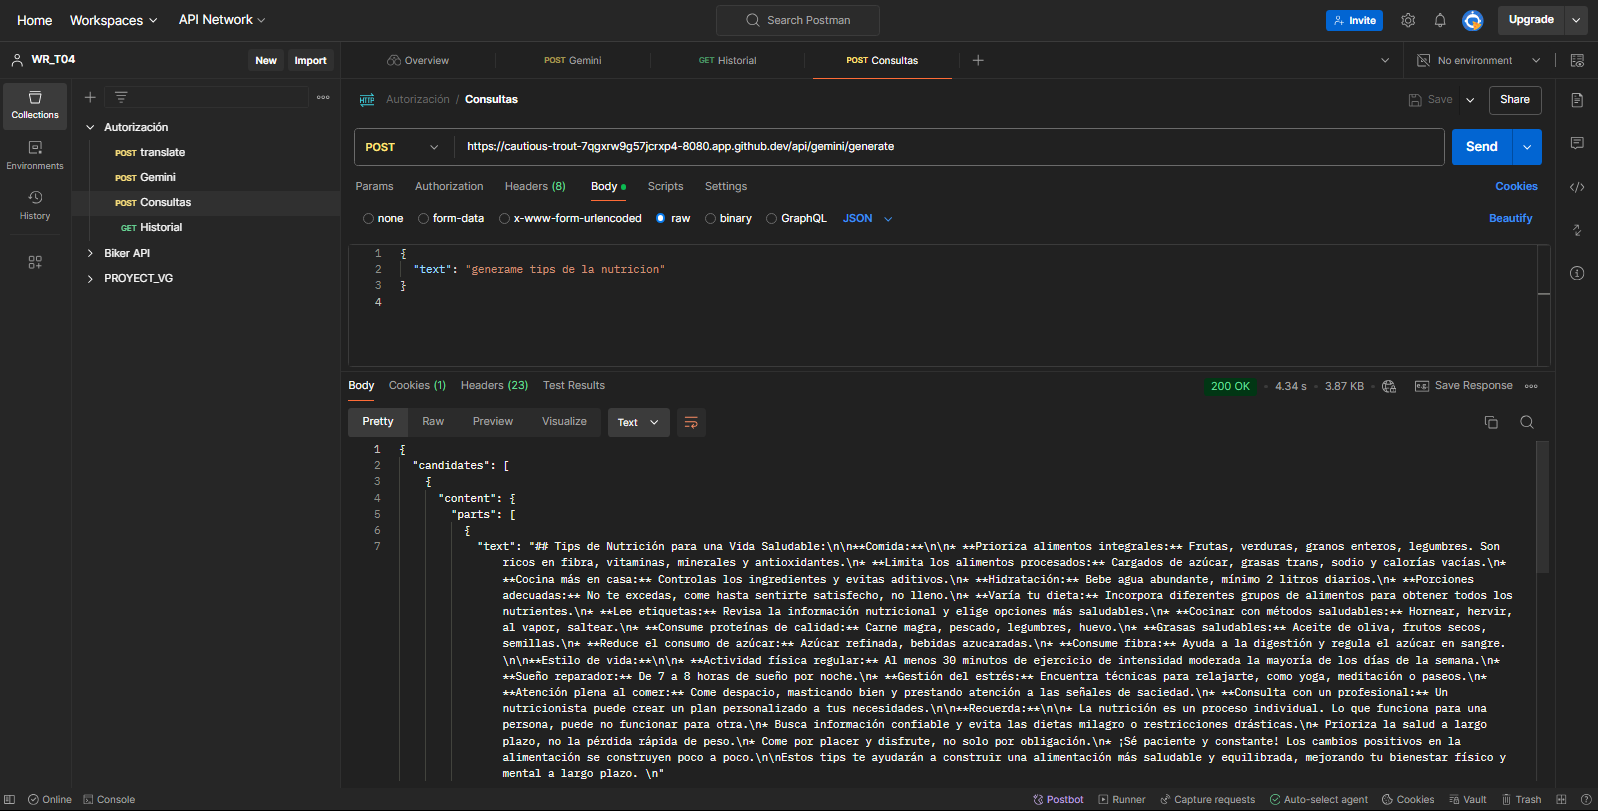 Home Workspaces API Network Search Postman Invite Upgrade
WR_T04 New Import Overview POST Gemini GET Historial POST Consultas No environment
Collections
Environments
History
Autorización
POST translate
POST Gemini
POST Consultas
GET Historial
Biker API
PROYECT_VG
HTTP Autorización / Consultas Save Share
POST https://cautious-trout-7qgxrw9g57jcrxp4-8080.app.github.dev/api/gemini/generate Send
Params Authorization Headers (8) Body Scripts Settings Cookies
none form-data x-www-form-urlencoded raw binary GraphQL JSON Beautify
1 {
2 "text": "generame tips de la nutricion"
3 }
4
Body Cookies (1) Headers (23) Test Results 200 OK 4.34 s 3.87 KB e.g. Save Response
Pretty Raw Preview Visualize Text
1 {
2 "candidates": [
3 {
4 "content": {
5 "parts": [
6 {
7 "text": "## Tips de Nutrición para una Vida Saludable:\n\n**Comida:**\n\n* **Prioriza alimentos integrales:** Frutas, verduras, granos enteros, legumbres. Son
ricos en fibra, vitaminas, minerales y antioxidantes.\n* **Limita los alimentos procesados:** Cargados de azúcar, grasas trans, sodio y calorías vacías.\n*
**Cocina más en casa:** Controlas los ingredientes y evitas aditivos.\n* **Hidratación:** Bebe agua abundante, mínimo 2 litros diarios.\n* **Porciones
adecuadas:** No te excedas, come hasta sentirte satisfecho, no lleno.\n* **Varía tu dieta:** Incorpora diferentes grupos de alimentos para obtener todos los
nutrientes.\n* **Lee etiquetas:** Revisa la información nutricional y elige opciones más saludables.\n* **Cocinar con métodos saludables:** Hornear, hervir,
al vapor, saltear.\n* **Consume proteínas de calidad:** Carne magra, pescado, legumbres, huevo.\n* **Grasas saludables:** Aceite de oliva, frutos secos,
semillas.\n* **Reduce el consumo de azúcar:** Azúcar refinada, bebidas azucaradas.\n* **Consume fibra:** Ayuda a la digestión y regula el azúcar en sangre.
\n\n**Estilo de vida:**\n\n* **Actividad física regular:** Al menos 30 minutos de ejercicio de intensidad moderada la mayoría de los días de la semana.\n*
**Sueño reparador:** De 7 a 8 horas de sueño por noche.\n* **Gestión del estrés:** Encuentra técnicas para relajarte, como yoga, meditación o paseos.\n*
**Atención plena al comer:** Come despacio, masticando bien y prestando atención a las señales de saciedad.\n* **Consulta con un profesional:** Un
nutricionista puede crear un plan personalizado a tus necesidades.\n\n**Recuerda:**\n\n* La nutrición es un proceso individual. Lo que funciona para una
persona, puede no funcionar para otra.\n* Busca información confiable y evita las dietas milagro o restricciones drásticas.\n* Prioriza la salud a largo
plazo, no la pérdida rápida de peso.\n* Come por placer y disfrute, no solo por obligación.\n* ¡Sé paciente y constante! Los cambios positivos en la
alimentación se construyen poco a poco.\n\nEstos tips te ayudarán a construir una alimentación más saludable y equilibrada, mejorando tu bienestar físico y
mental a largo plazo. \n"
Online Console Postbot Runner Capture requests Auto-select agent Cookies Vault Trash